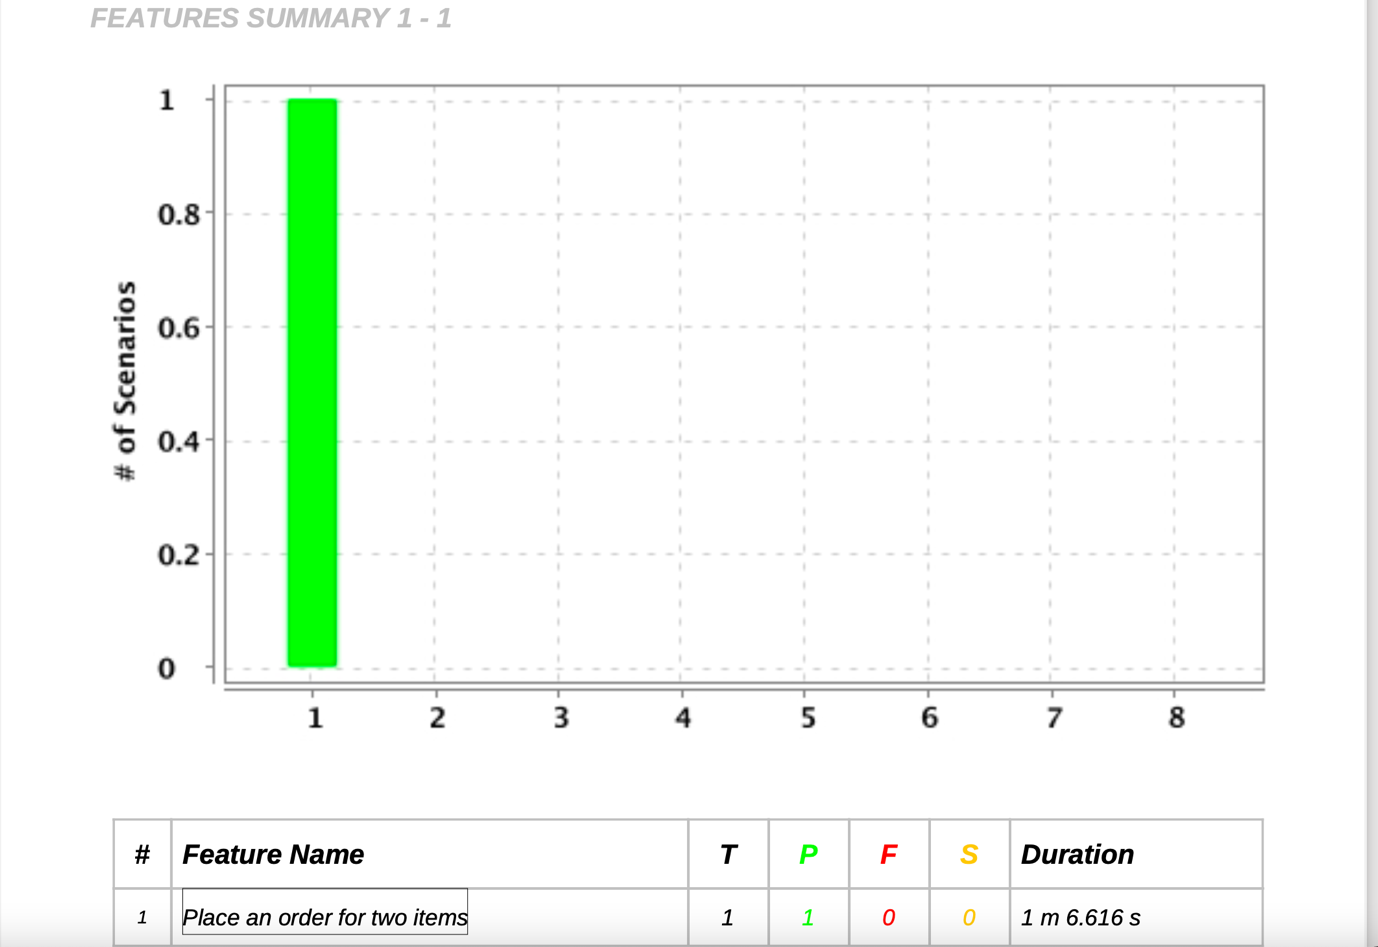 FEATURES SUMMARY 1 - 1
1
0.8
0.6
0.4
0.2
0
# of Scenarios
1 2 3 4 5 6 7 8
# Feature Name T P F S Duration
1 Place an order for two items 1 1 0 0 1 m 6.616 s